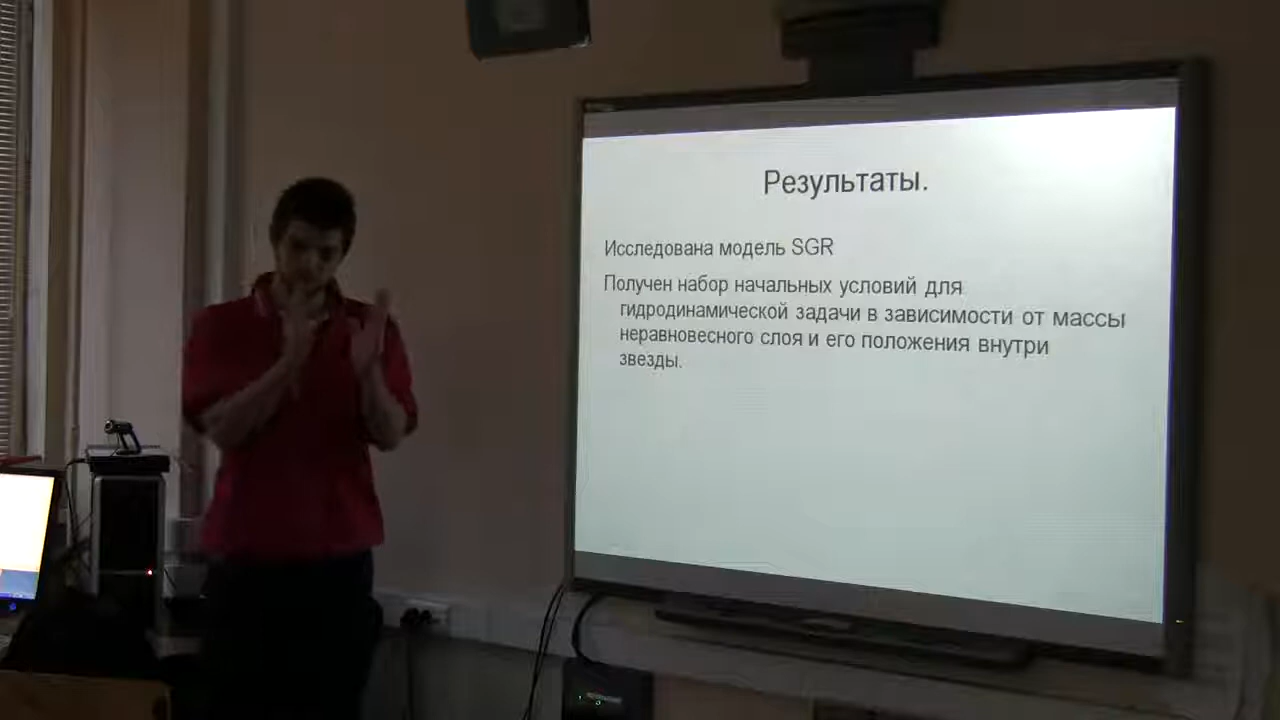 Результаты.
Исследована модель SGR
Получен набор начальных условий для
гидродинамической задачи в зависимости от массы
неравновесного слоя и его положения внутри
звезды.